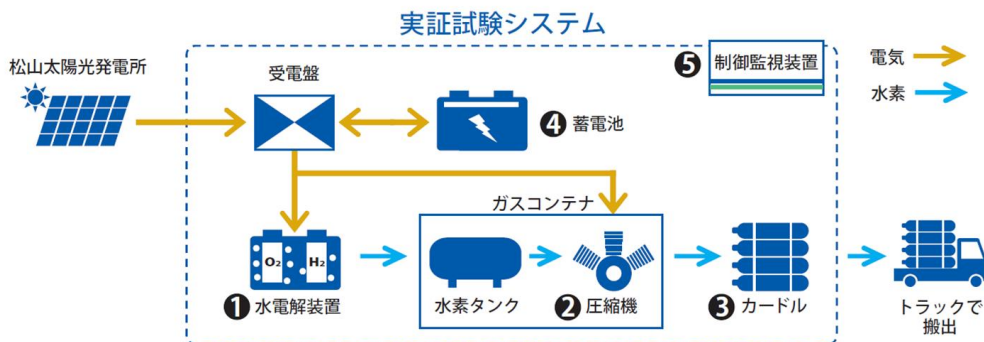 実証試験システム
松山太陽光発電所
受電盤
❺ 制御監視装置
電気
水素
❹ 蓄電池
ガスコンテナ
O₂ H₂
❶ 水電解装置
水素タンク
❷ 圧縮機
❸ カードル
トラックで
搬出